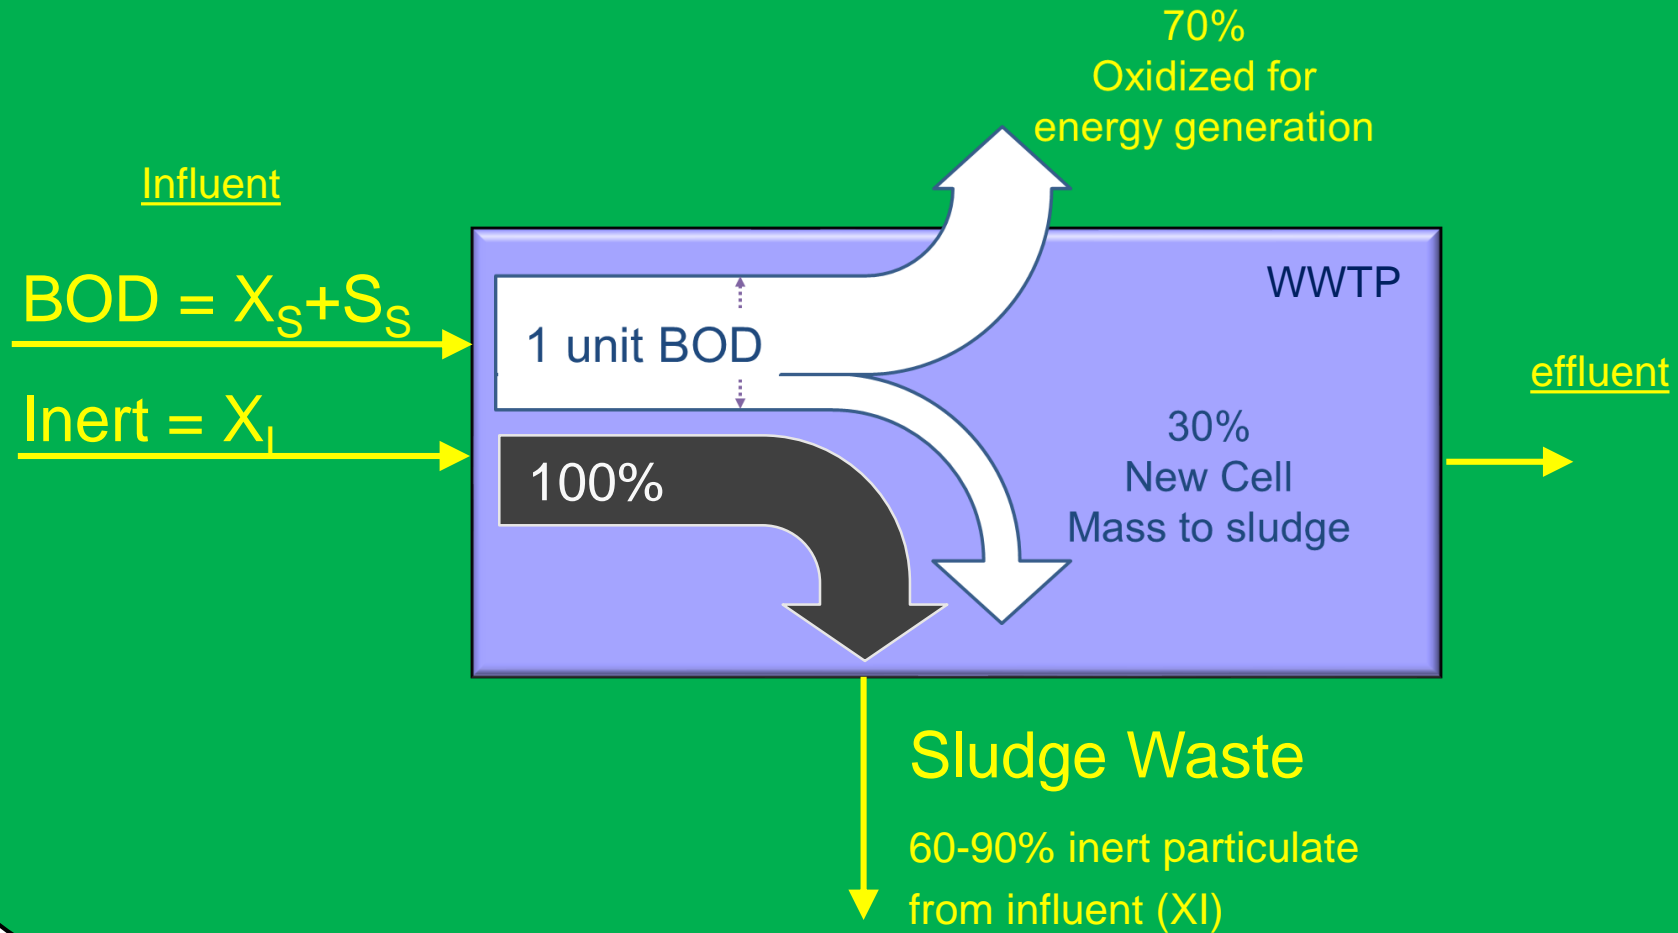 70%
Oxidized for
energy generation
Influent
BOD = XS+SS
WWTP
1 unit BOD
effluent
Inert = XI
30%
New Cell
Mass to sludge
100%
Sludge Waste
60-90% inert particulate
from influent (XI)